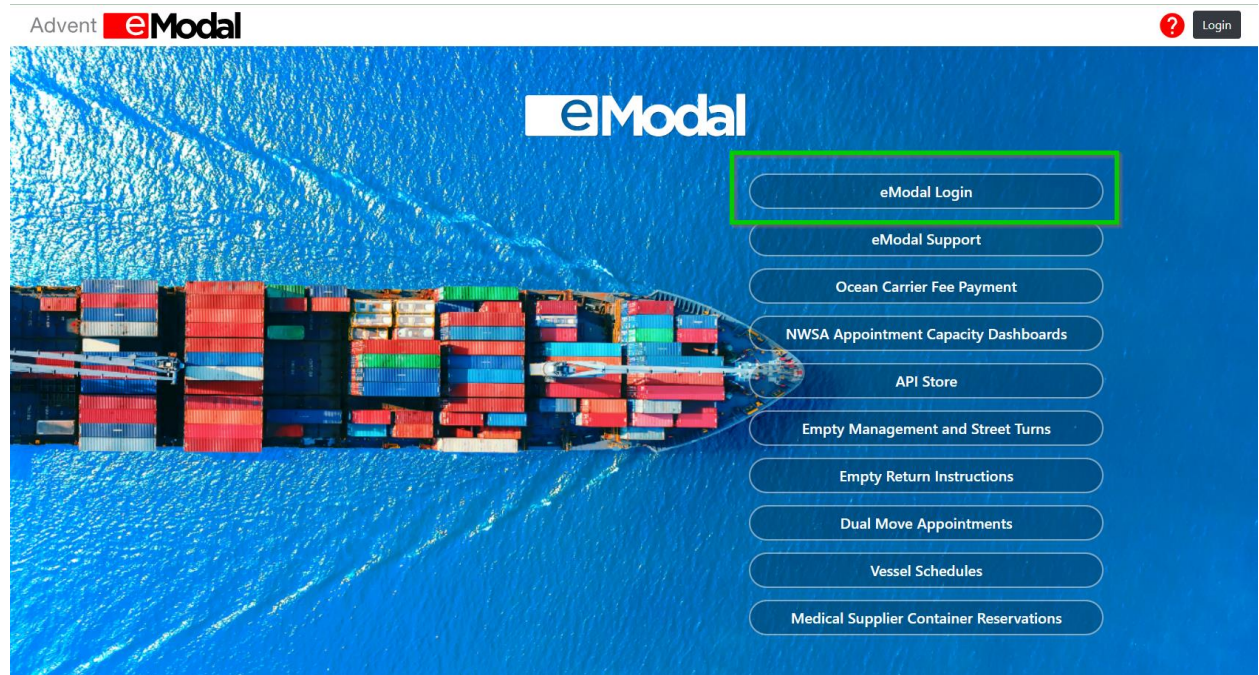 Advent eModal
? Login
eModal
eModal Login
eModal Support
Ocean Carrier Fee Payment
NWSA Appointment Capacity Dashboards
API Store
Empty Management and Street Turns
Empty Return Instructions
Dual Move Appointments
Vessel Schedules
Medical Supplier Container Reservations